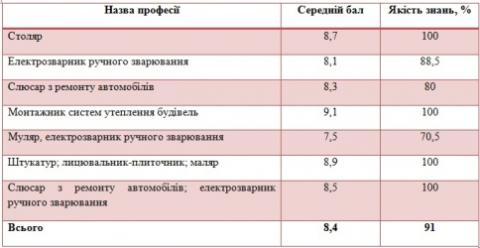 Назва професії Середній бал Якість знань, %
Столяр 8,7 100
Електрозварник ручного зварювання 8,1 88,5
Слюсар з ремонту автомобілів 8,3 80
Монтажник систем утеплення будівель 9,1 100
Муляр, електрозварник ручного зварювання 7,5 70,5
Штукатур; лицювальник-плиточник; маляр 8,9 100
Слюсар з ремонту автомобілів; електрозварник
ручного зварювання 8,5 100
Всього 8,4 91